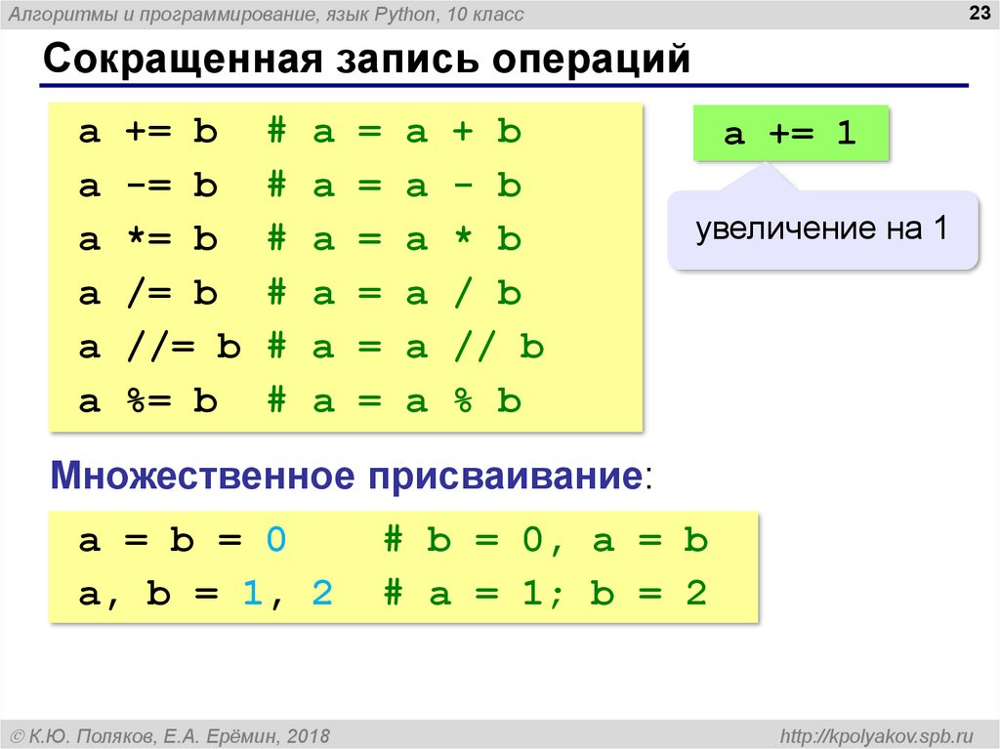 Алгоритмы и программирование, язык Python, 10 класс
23
Сокращенная запись операций
a += b # a = a + b
a -= b # a = a - b
a *= b # a = a * b
a /= b # a = a / b
a //= b # a = a // b
a %= b # a = a % b
a += 1
увеличение на 1
Множественное присваивание:
a = b = 0 # b = 0, a = b
a, b = 1, 2 # a = 1; b = 2
© К.Ю. Поляков, Е.А. Ерёмин, 2018
http://kpolyakov.spb.ru